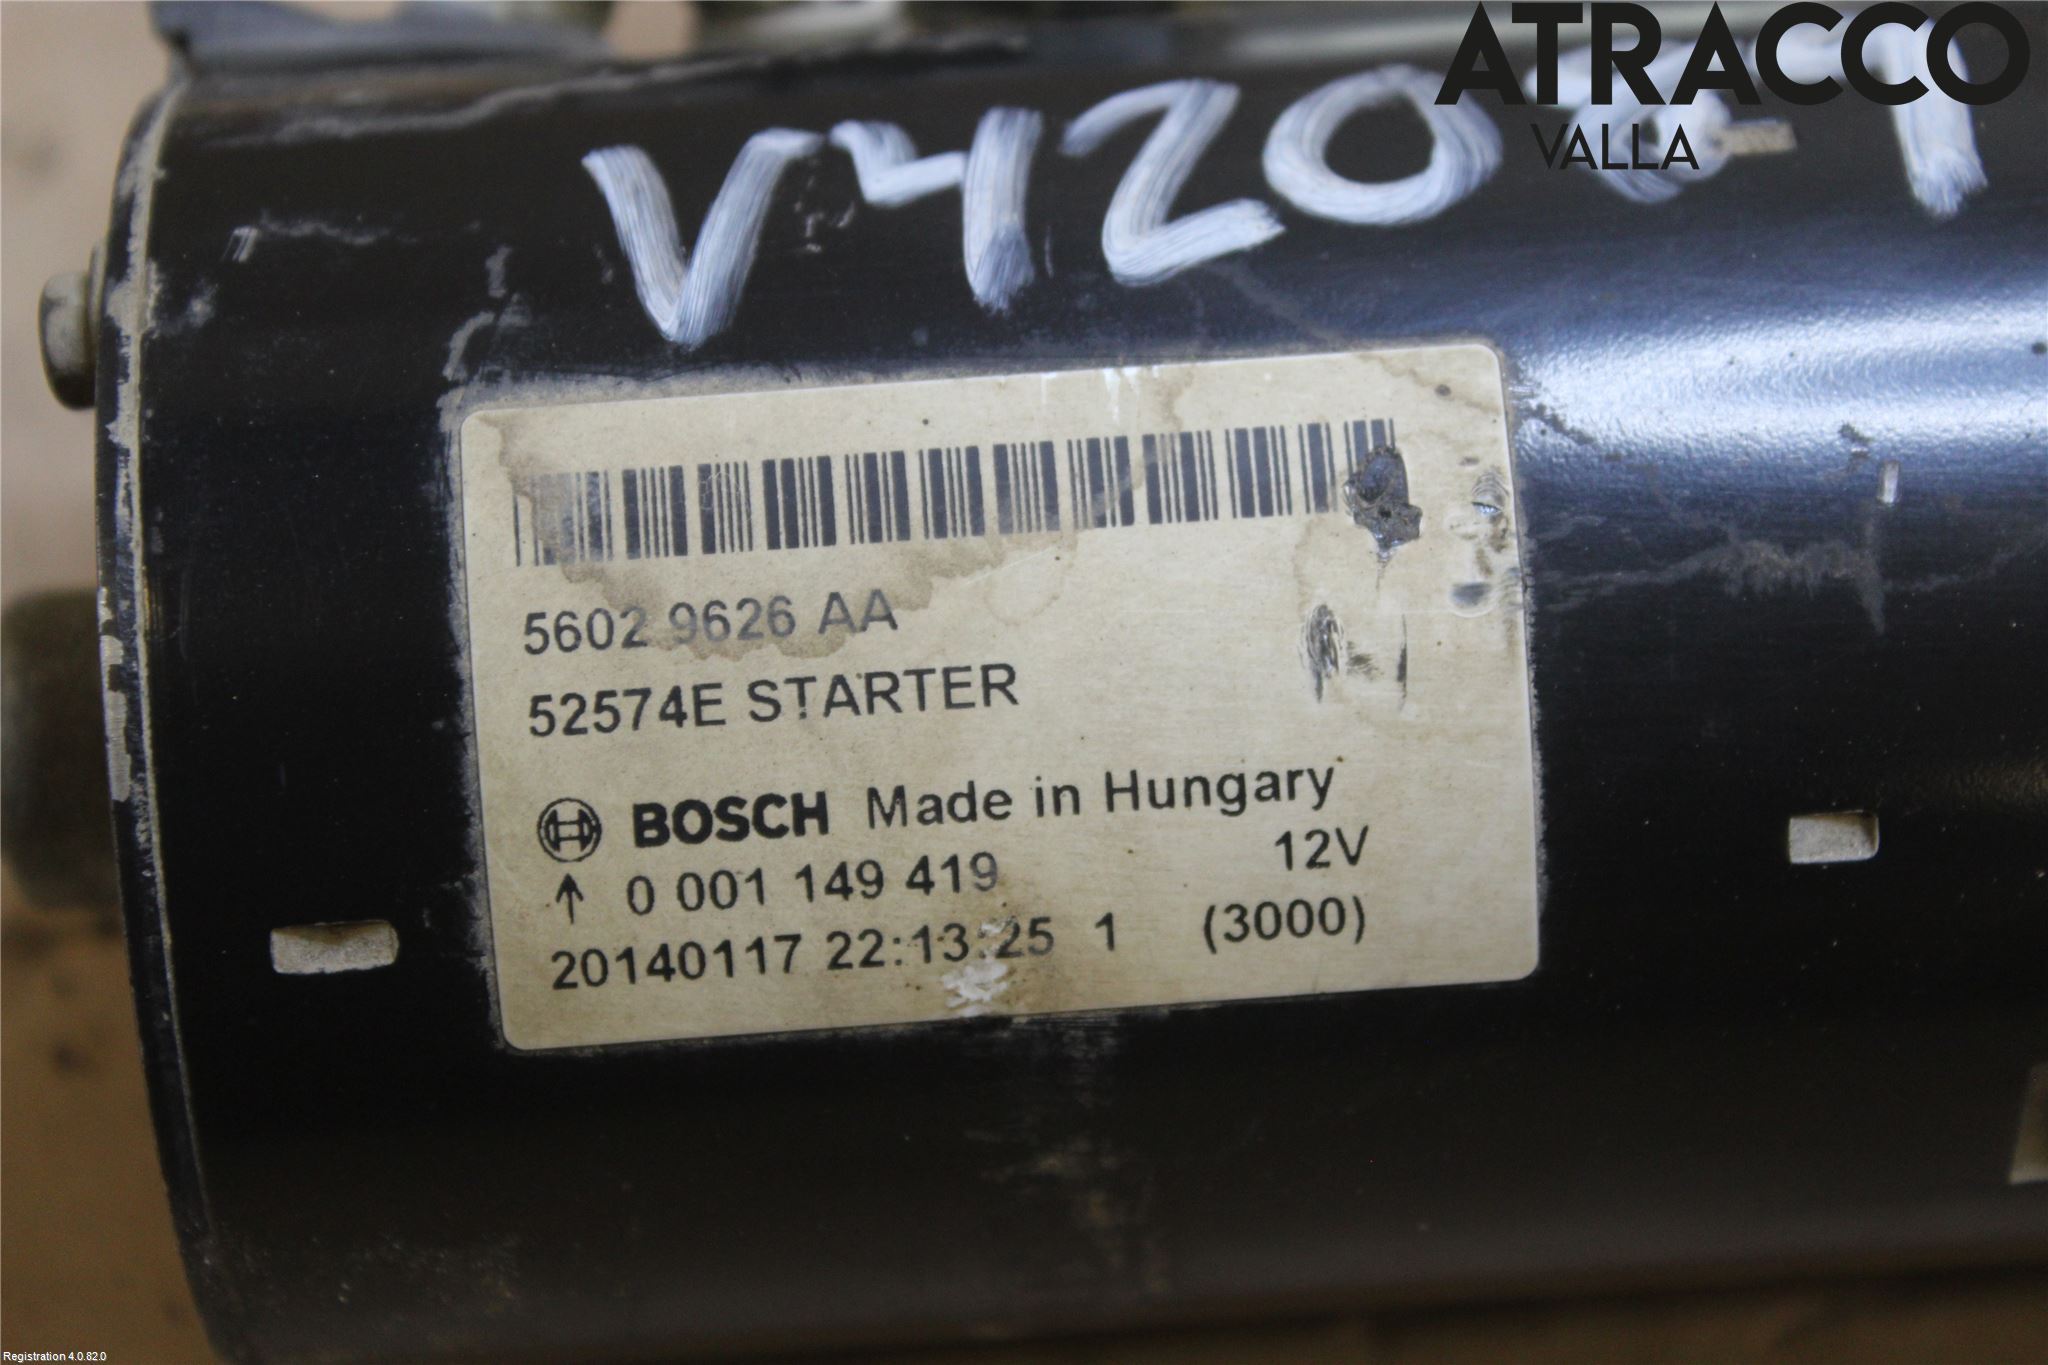 ATRACCO
VALLA
V420
5602 9626 AA
52574E STARTER
BOSCH Made in Hungary
↑ 0 001 149 419 12V
20140117 22:13:25 1 (3000)
Registration 4.0.82.0